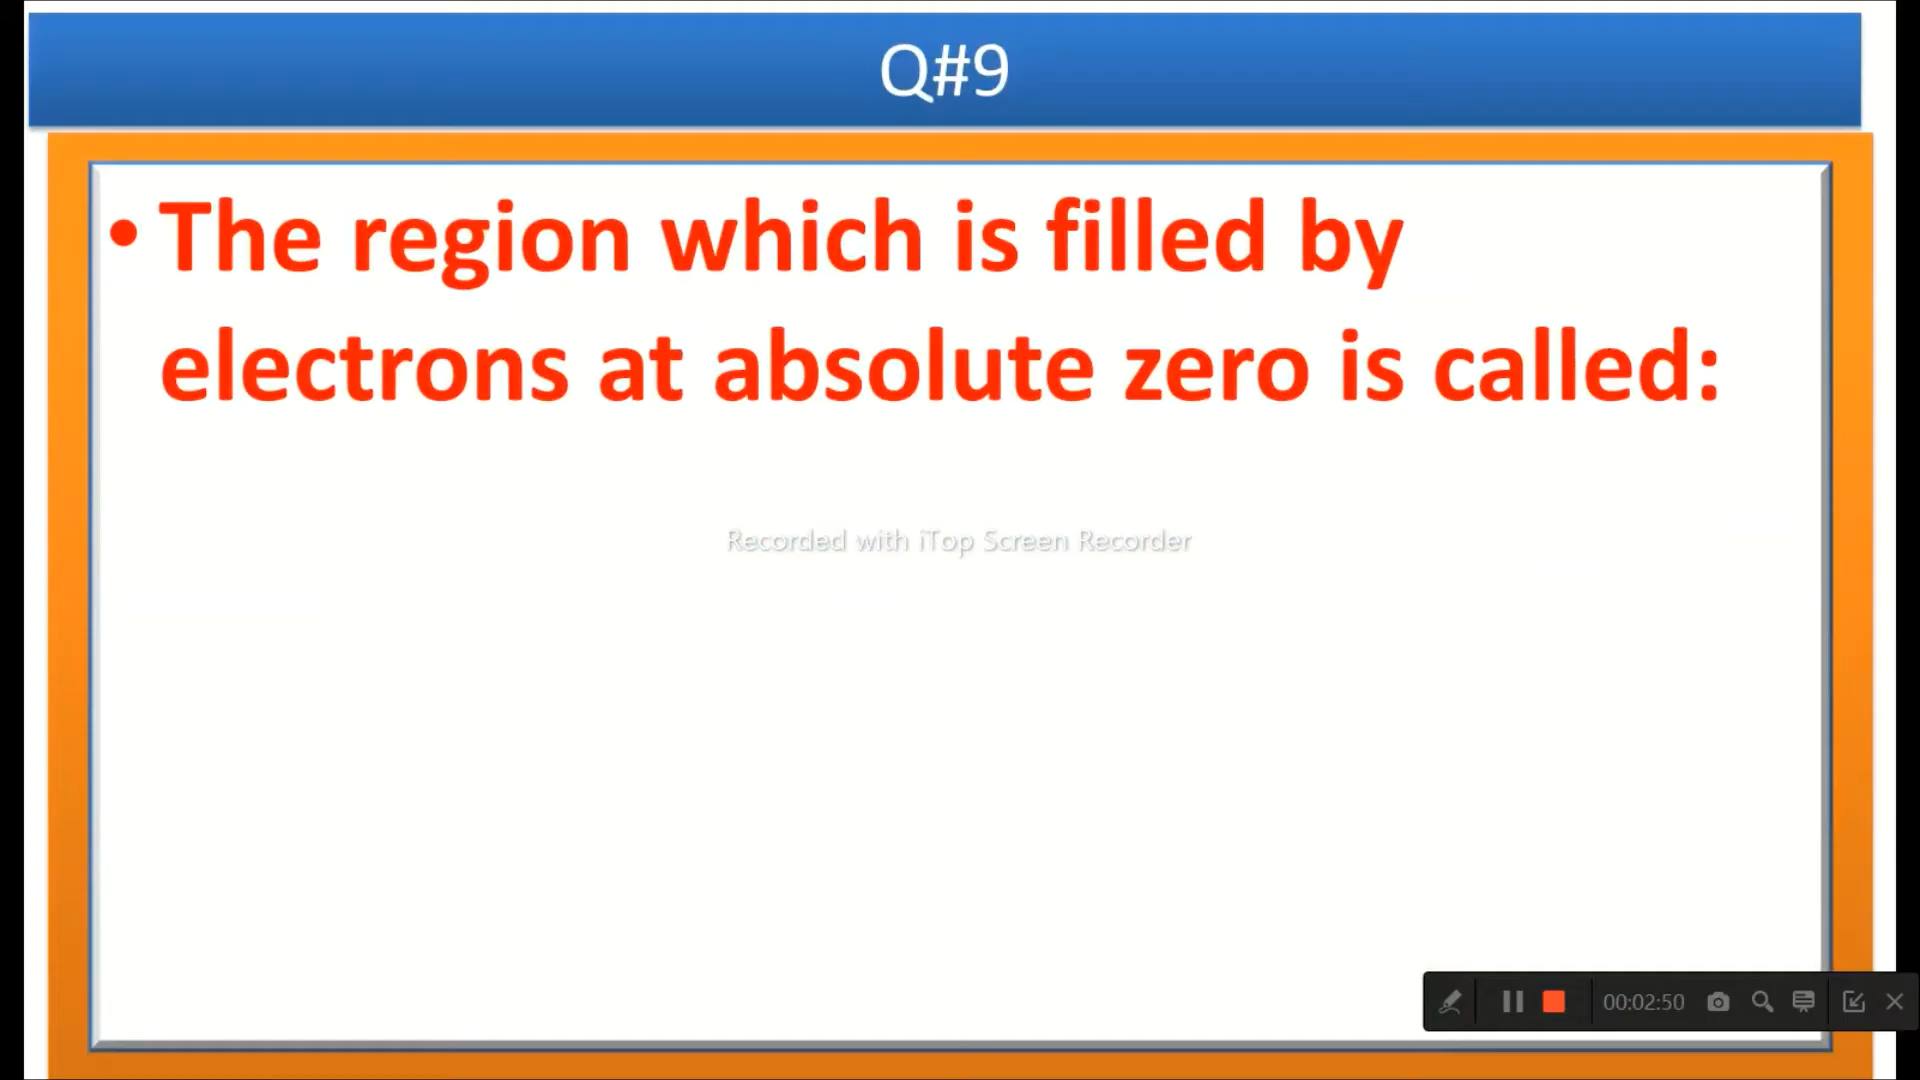 Q#9
• The region which is filled by
electrons at absolute zero is called:
Recorded with iTop Screen Recorder
00:02:50